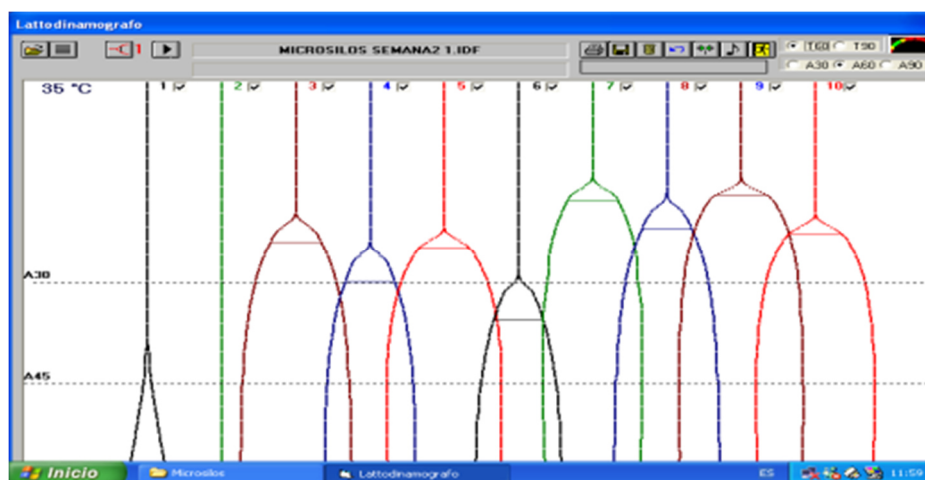 Lattodinamografo
1 MICROSILOS SEMANA2 1.IDF T60 T90
A30 A60 A90
35 °C 1 2 3 4 5 6 7 8 9 10
A30
A45
Inicio Microsilos Lattodinamografo ES 11:59